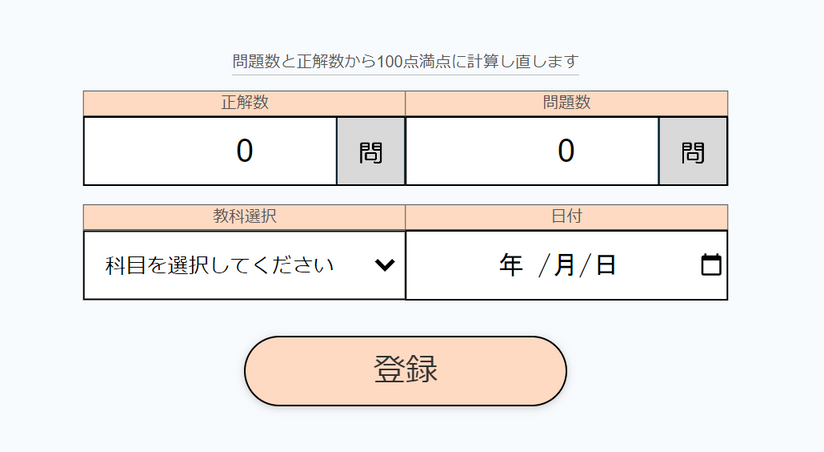 問題数と正解数から100点満点に計算し直します
正解数 問題数
0 問 0 問
教科選択 日付
科目を選択してください 年 /月/日
登録